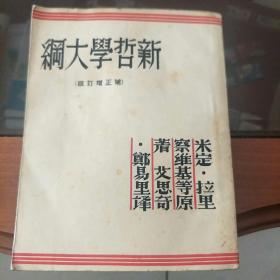 新哲學大綱
(補正增訂版)
米定·拉里
察維基等原
著 艾思奇
·鄭易里譯